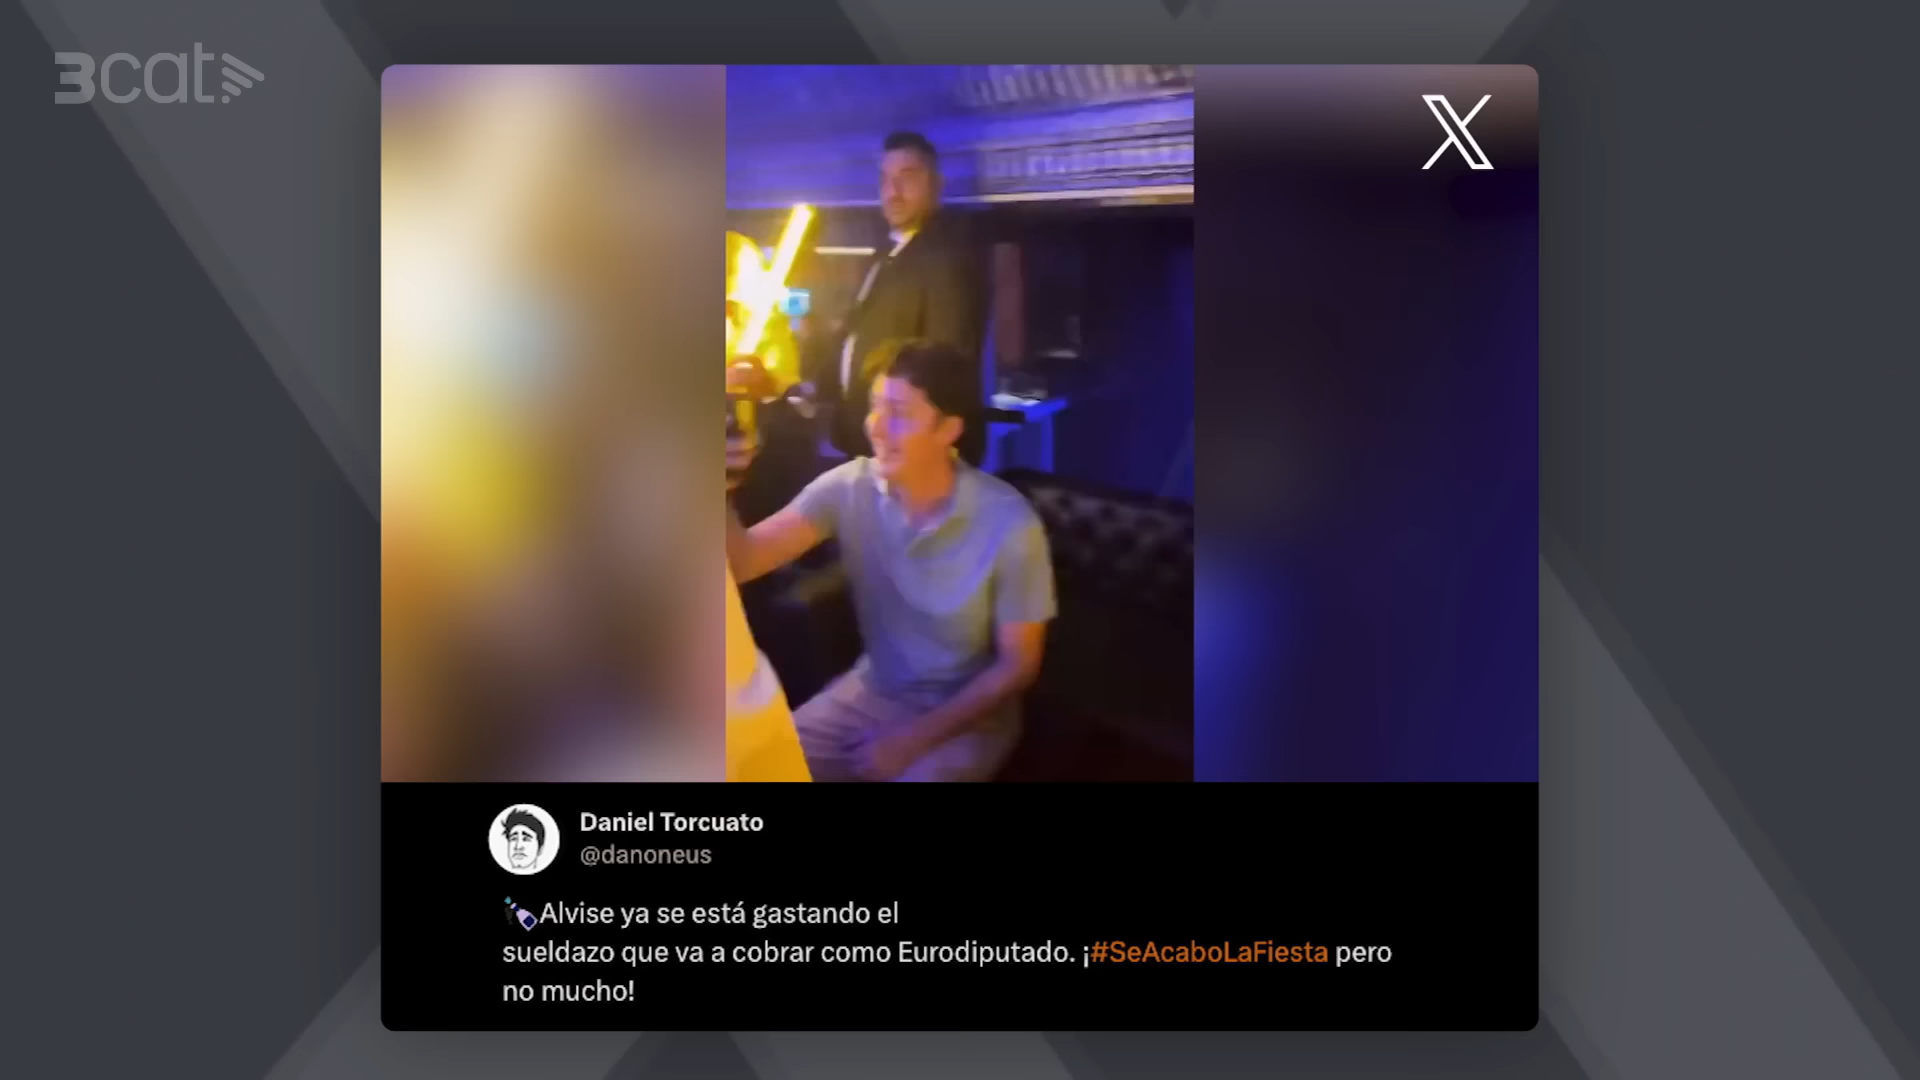 3cat
X
Daniel Torcuato
@danoneus
Alvise ya se está gastando el
sueldazo que va a cobrar como Eurodiputado. ¡#SeAcaboLaFiesta pero
no mucho!